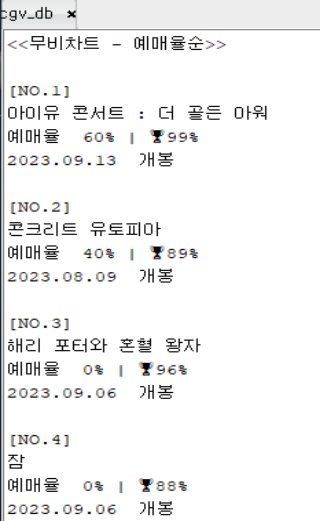 cgv_db
<<무비차트 - 예매율순>>
[NO.1]
아이유 콘서트 : 더 골든 아워
예매율 60% | 🏆99%
2023.09.13 개봉
[NO.2]
콘크리트 유토피아
예매율 40% | 🏆89%
2023.08.09 개봉
[NO.3]
해리 포터와 혼혈 왕자
예매율 0% | 🏆96%
2023.09.06 개봉
[NO.4]
잠
예매율 0% | 🏆88%
2023.09.06 개봉